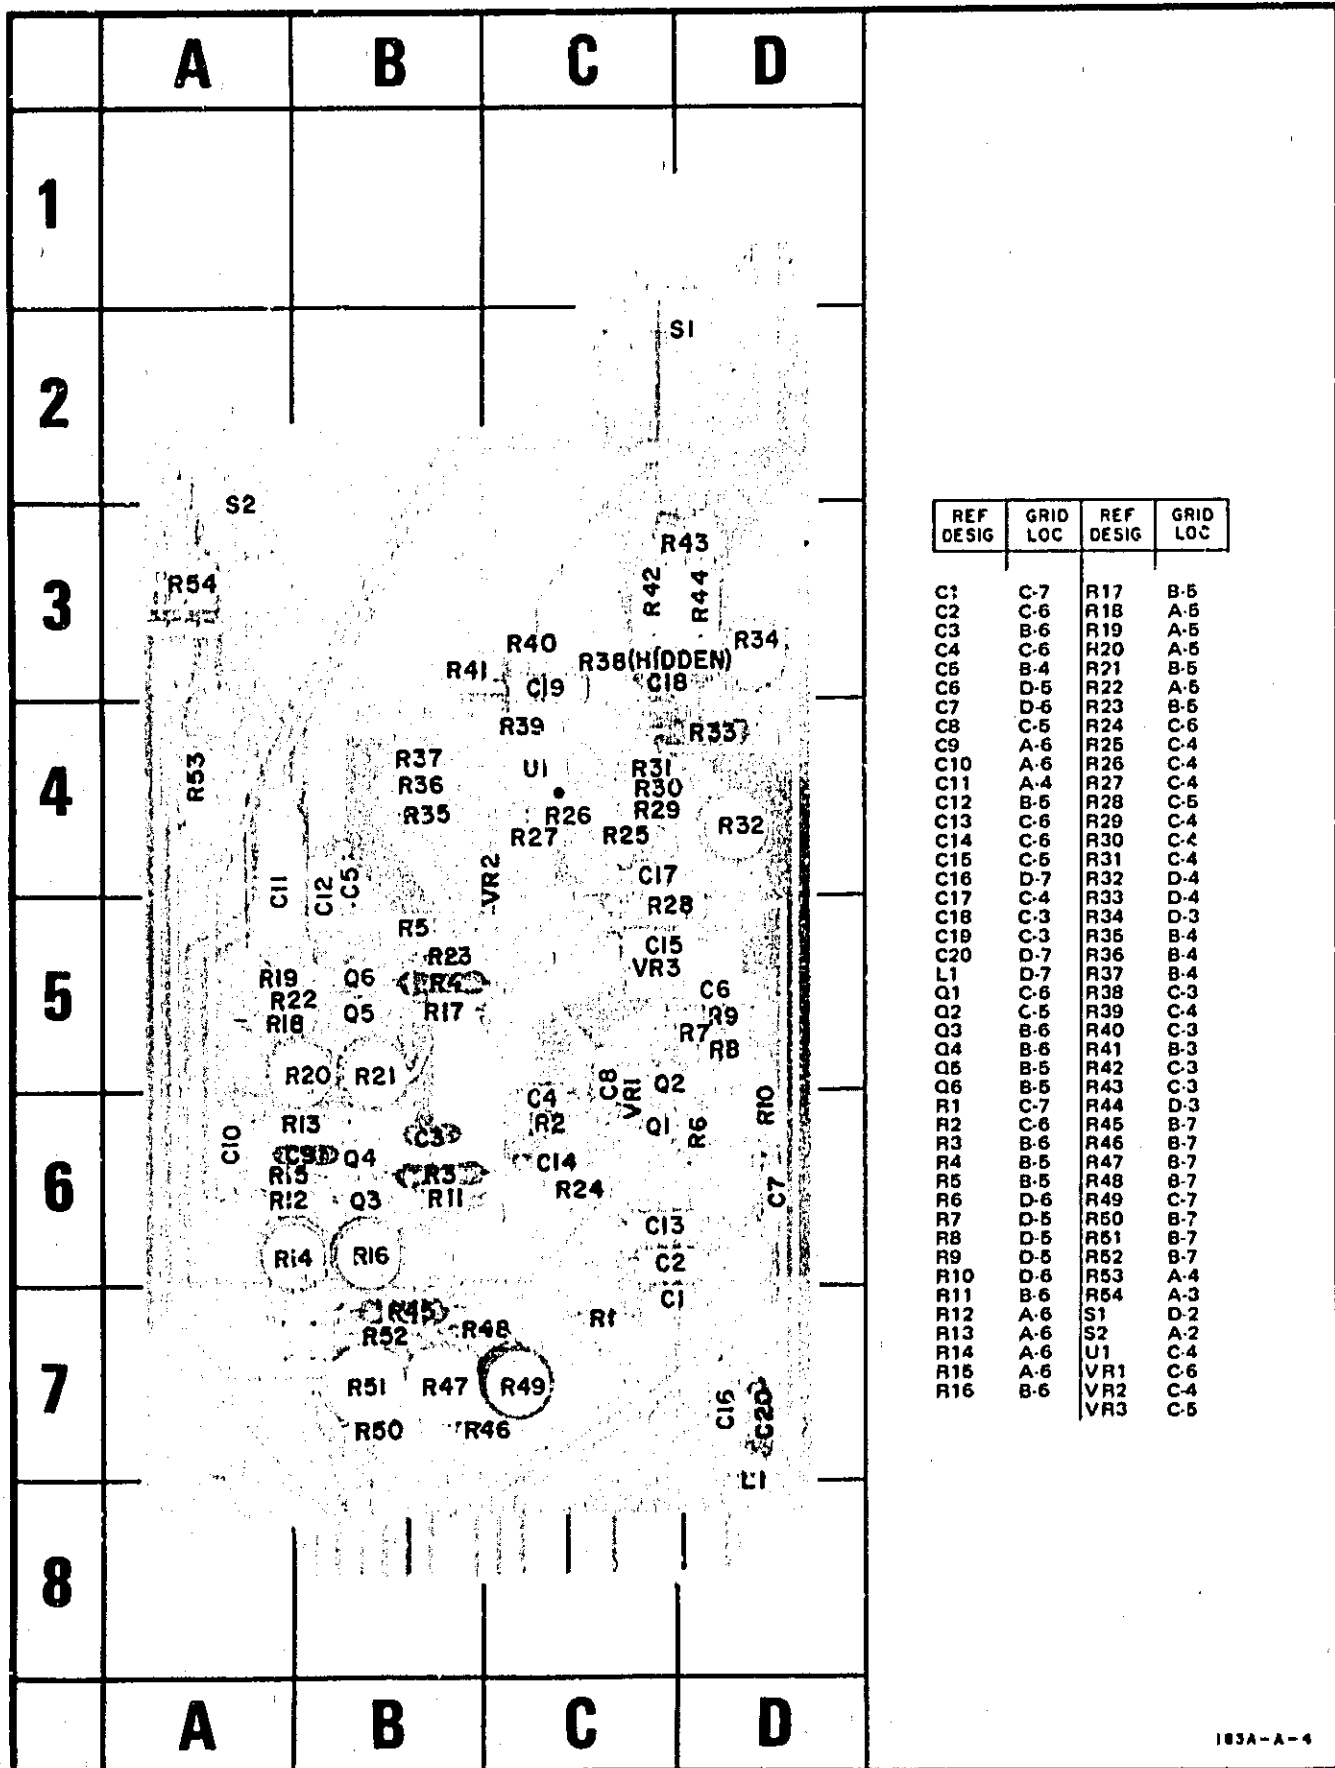 A B C D
1
S1
2
S2
R43
R42 R44
3
R54
R40 R34
R41 R38(HIDDEN)
C19 C18
R39 R33
R37 U1 R31
R53 R36 R30
4
R35 R26 R29 R32
R27 R25
C11 C12 C5 VR2 C17
R28
R5
R23 C15
R19 Q6 R4 VR3
5
R22 C6
R18 Q5 R17 R9
R7
R8
R20 R21 C8 VR1 Q2
C4 R10
R13 R2 Q1 R6
C10 C3
C9 Q4 C14
6
R15 R3
R12 Q3 R11 R24 C7
C13
R14 R16 C2
C1
R45 R1
R52 R48
7
R51 R47 R49
C16 C20
R50 R46
L1
8
A B C D
REF DESIG GRID LOC REF DESIG GRID LOC
C1 C-7 R17 B-5
C2 C-6 R18 A-5
C3 B-6 R19 A-5
C4 C-6 R20 A-5
C5 B-4 R21 B-5
C6 D-5 R22 A-5
C7 D-6 R23 B-5
C8 C-5 R24 C-6
C9 A-6 R25 C-4
C10 A-6 R26 C-4
C11 A-4 R27 C-4
C12 B-5 R28 C-5
C13 C-6 R29 C-4
C14 C-6 R30 C-4
C15 C-5 R31 C-4
C16 D-7 R32 D-4
C17 C-4 R33 D-4
C18 C-3 R34 D-3
C19 C-3 R35 B-4
C20 D-7 R36 B-4
L1 D-7 R37 B-4
Q1 C-6 R38 C-3
Q2 C-5 R39 C-4
Q3 B-6 R40 C-3
Q4 B-6 R41 B-3
Q5 B-5 R42 C-3
Q6 B-5 R43 C-3
R1 C-7 R44 D-3
R2 C-6 R45 B-7
R3 B-6 R46 B-7
R4 B-5 R47 B-7
R5 B-5 R48 B-7
R6 D-6 R49 C-7
R7 D-5 R50 B-7
R8 D-5 R51 B-7
R9 D-5 R52 B-7
R10 D-6 R53 A-4
R11 B-6 R54 A-3
R12 A-6 S1 D-2
R13 A-6 S2 A-2
R14 A-6 U1 C-4
R15 A-6 VR1 C-6
R16 B-6 VR2 C-4
VR3 C-5
183A-A-4